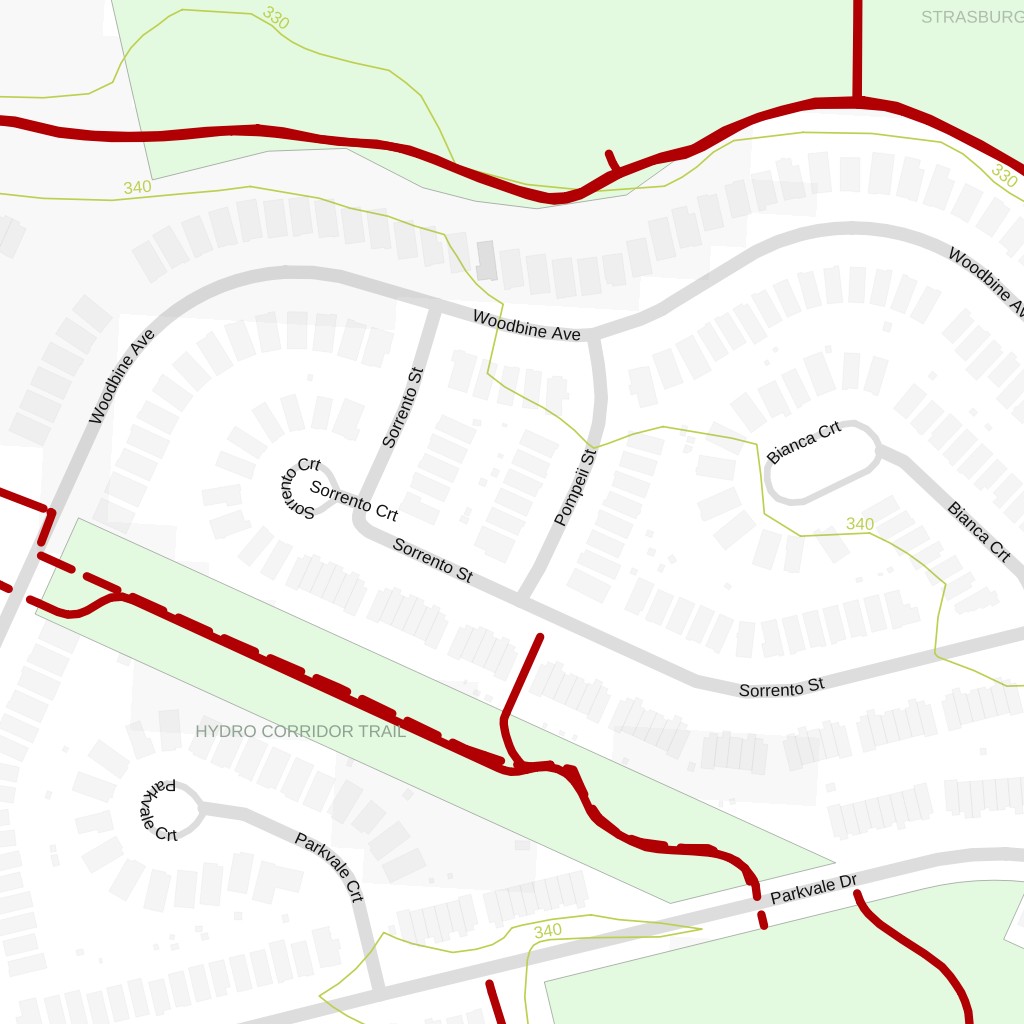 330
STRASBURG
340
330
Woodbine Ave
Woodbine Ave
Woodbine Av
Sorrento St
Bianca Crt
Sorrento Crt
Sorrento Crt
Pompeii St
340
Bianca Crt
Sorrento St
Sorrento St
HYDRO CORRIDOR TRAIL
Parkvale Crt
Parkvale Crt
Parkvale Dr
340